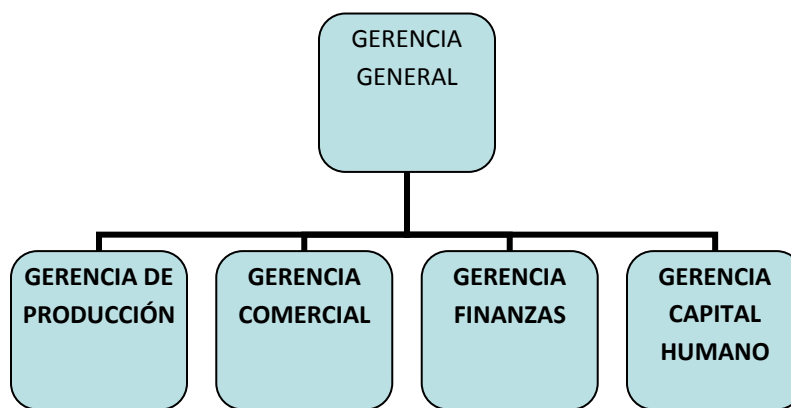 GERENCIA
GENERAL
GERENCIA DE
PRODUCCIÓN
GERENCIA
COMERCIAL
GERENCIA
FINANZAS
GERENCIA
CAPITAL
HUMANO